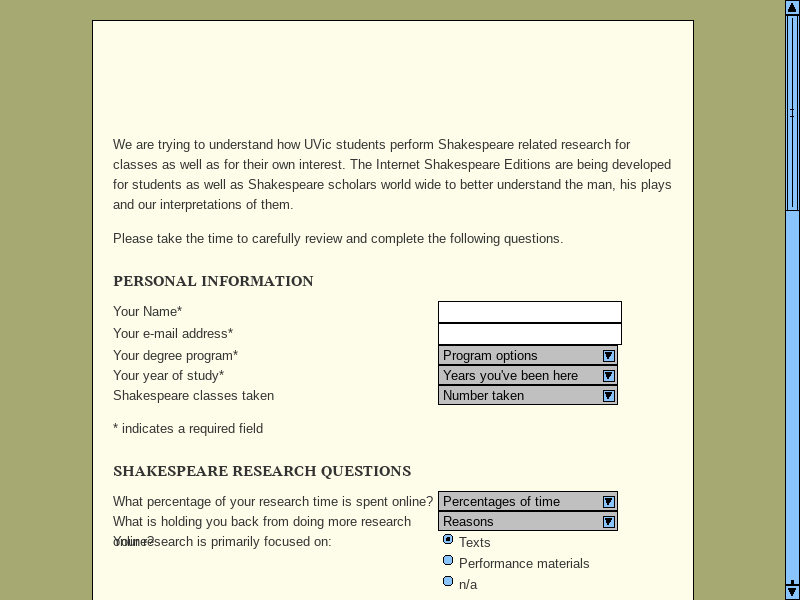 We are trying to understand how UVic students perform Shakespeare related research for
classes as well as for their own interest. The Internet Shakespeare Editions are being developed
for students as well as Shakespeare scholars world wide to better understand the man, his plays
and our interpretations of them.
Please take the time to carefully review and complete the following questions.
PERSONAL INFORMATION
Your Name*
Your e-mail address*
Your degree program* Program options
Your year of study* Years you've been here
Shakespeare classes taken Number taken
* indicates a required field
SHAKESPEARE RESEARCH QUESTIONS
What percentage of your research time is spent online? Percentages of time
What is holding you back from doing more research Reasons
online?
Your research is primarily focused on: Texts
Performance materials
n/a